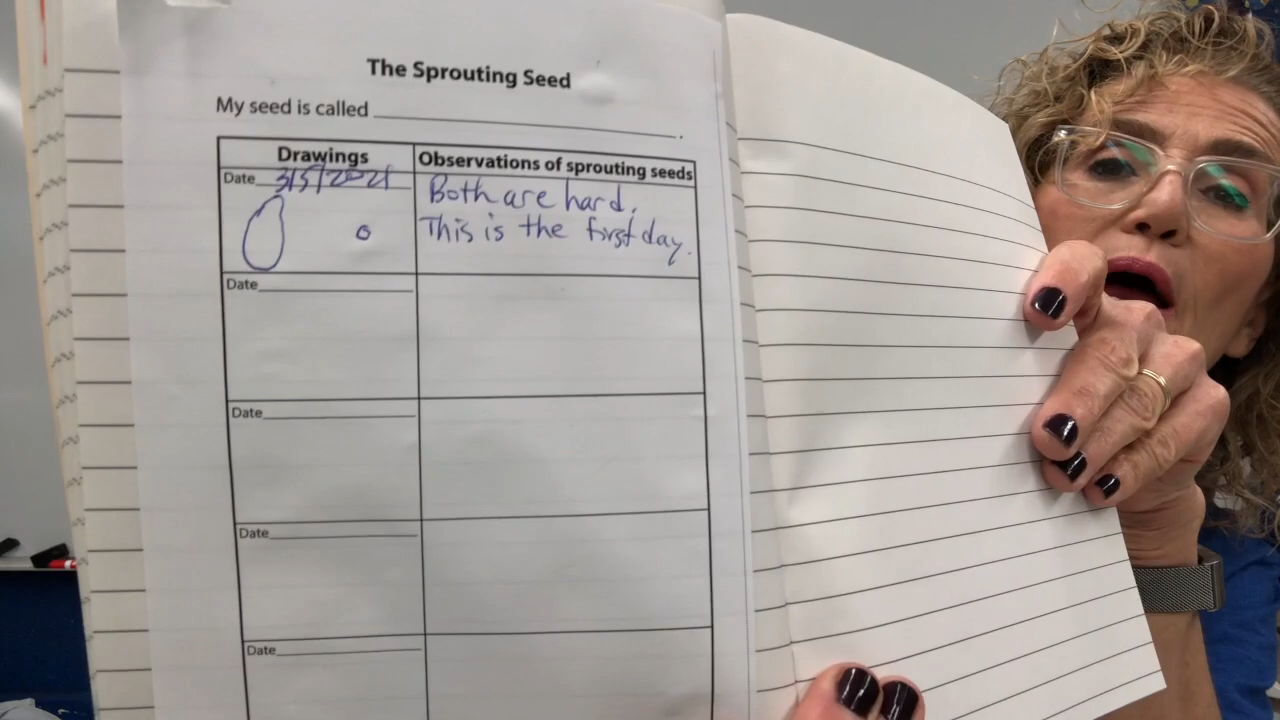 The Sprouting Seed
My seed is called ____________________.
Drawings
Observations of sprouting seeds
Date 3/5/2021
Both are hard.
This is the first day.
Date
Date
Date
Date